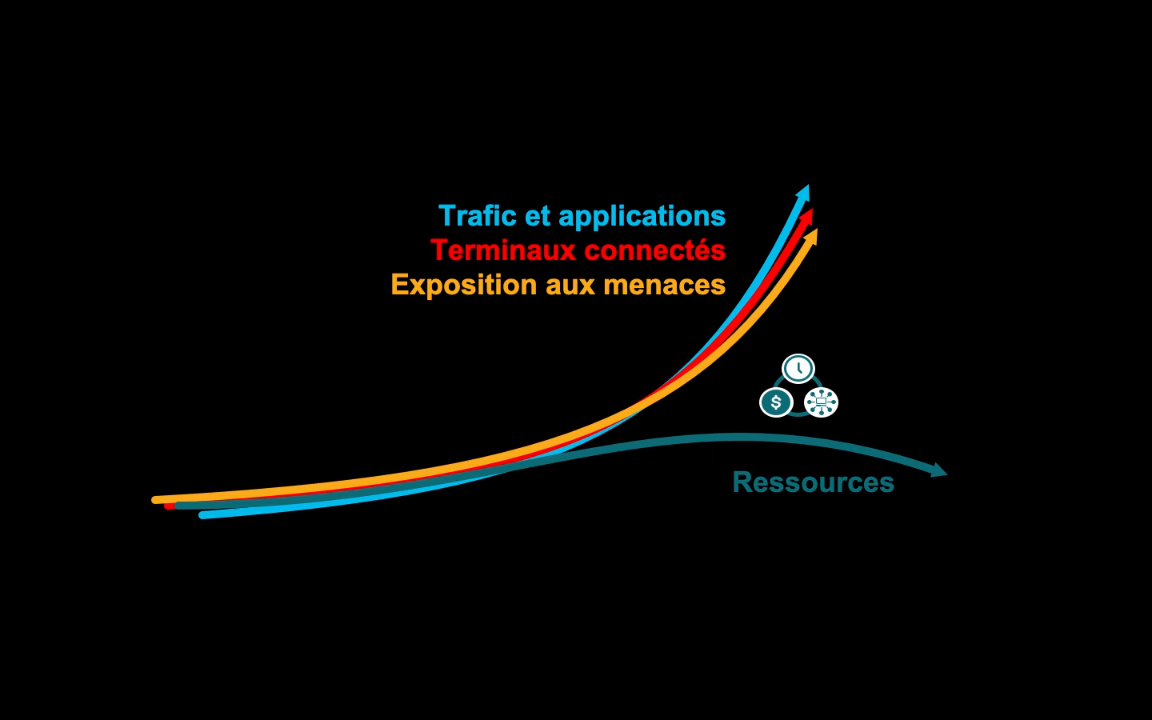 Trafic et applications
Terminaux connectés
Exposition aux menaces
$
Ressources